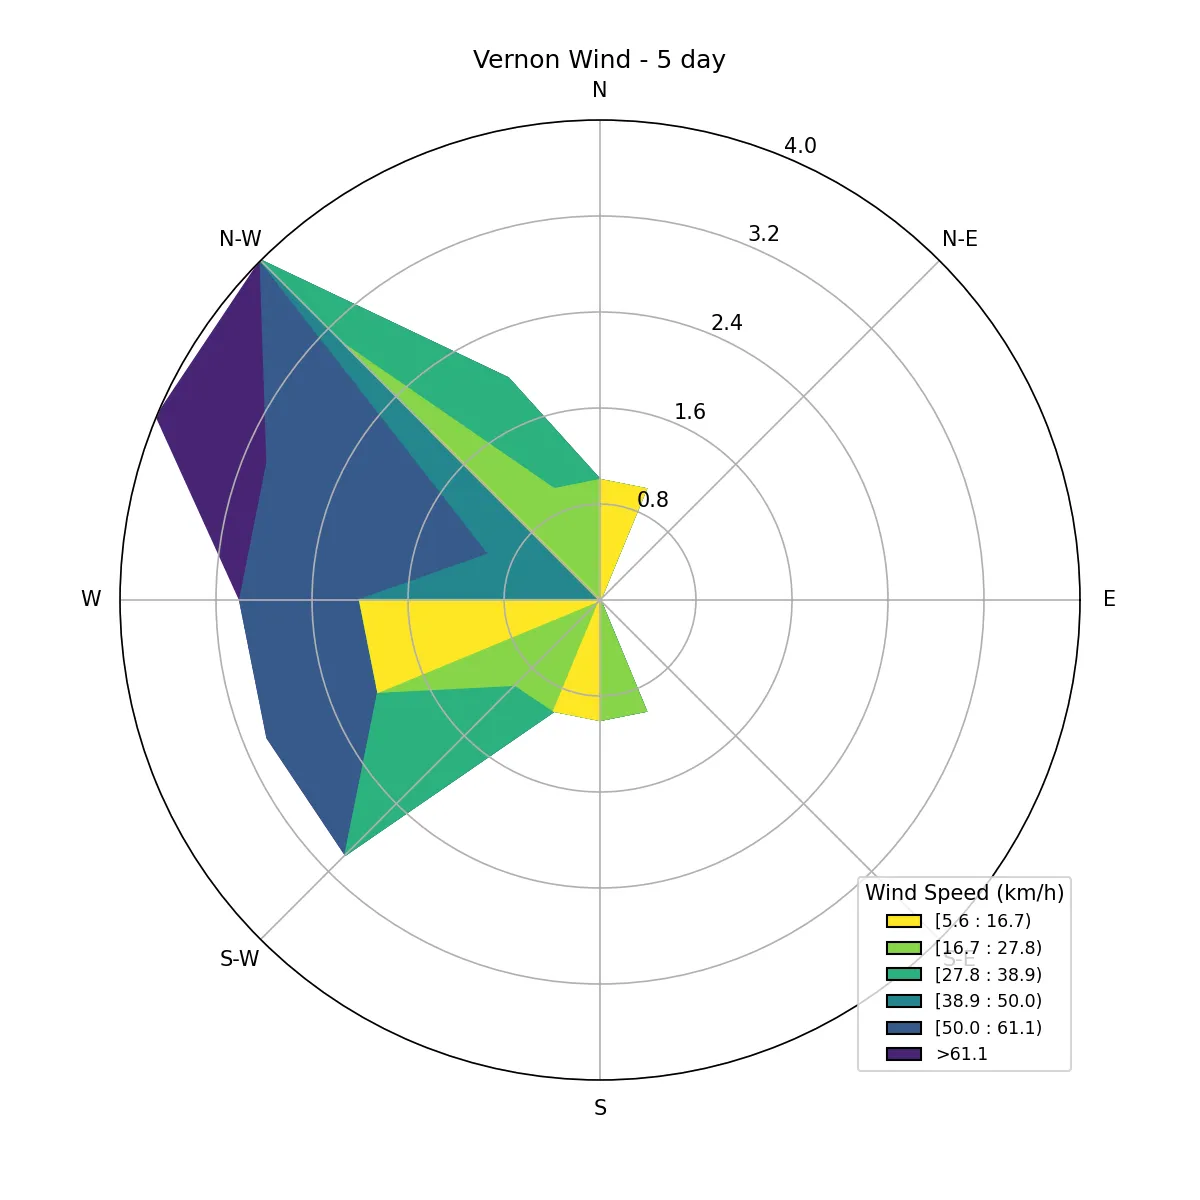 Vernon Wind - 5 day
N
4.0
N-W
3.2
N-E
2.4
1.6
0.8
W
E
S-W
S-E
S
Wind Speed (km/h)
[5.6 : 16.7)
[16.7 : 27.8)
[27.8 : 38.9)
[38.9 : 50.0)
[50.0 : 61.1)
>61.1